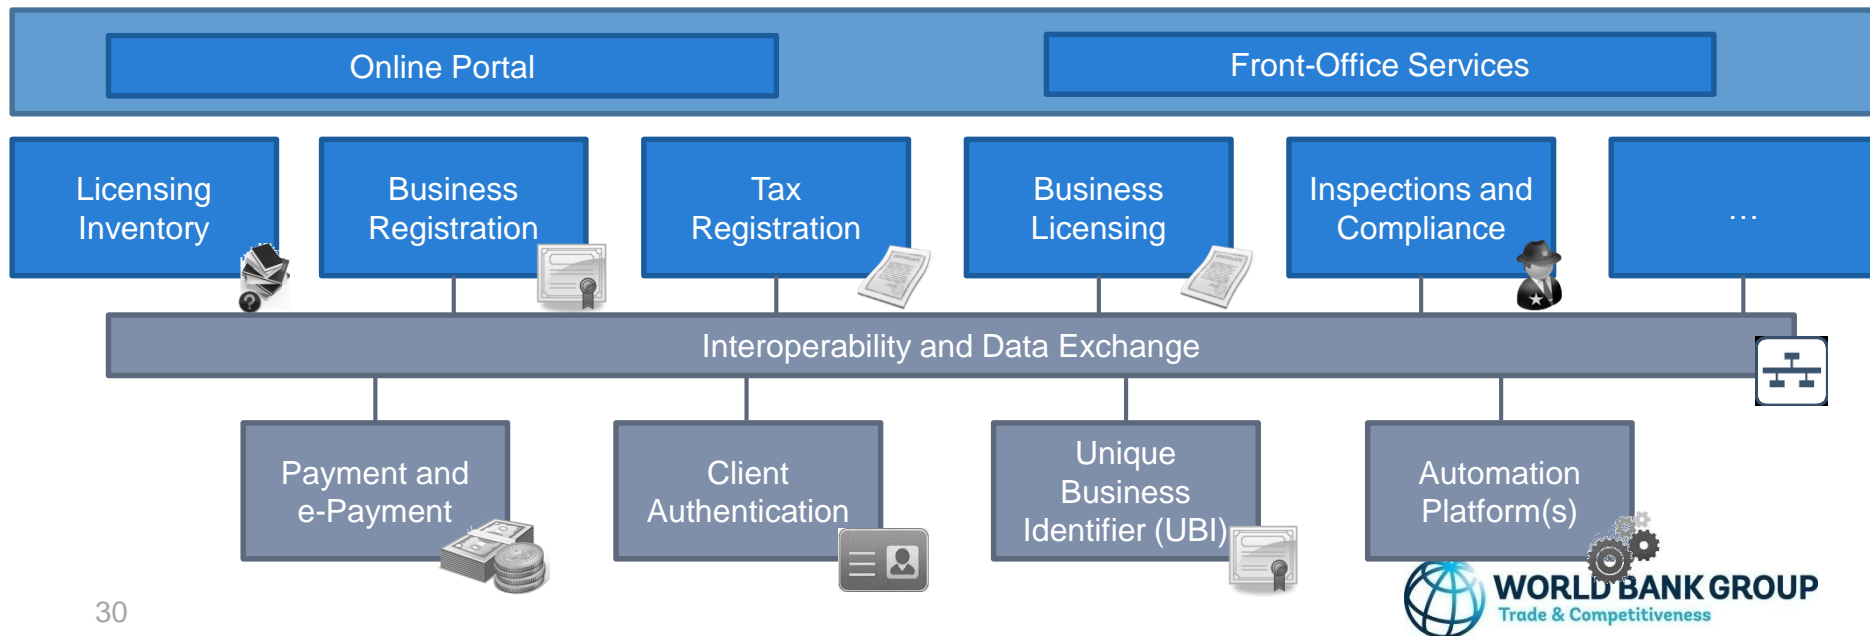 Online Portal
Front-Office Services
Licensing
Inventory
Business
Registration
Tax
Registration
Business
Licensing
Inspections and
Compliance
...
?
Interoperability and Data Exchange
Payment and
e-Payment
Client
Authentication
Unique
Business
Identifier (UBI)
Automation
Platform(s)
30
WORLD BANK GROUP
Trade & Competitiveness